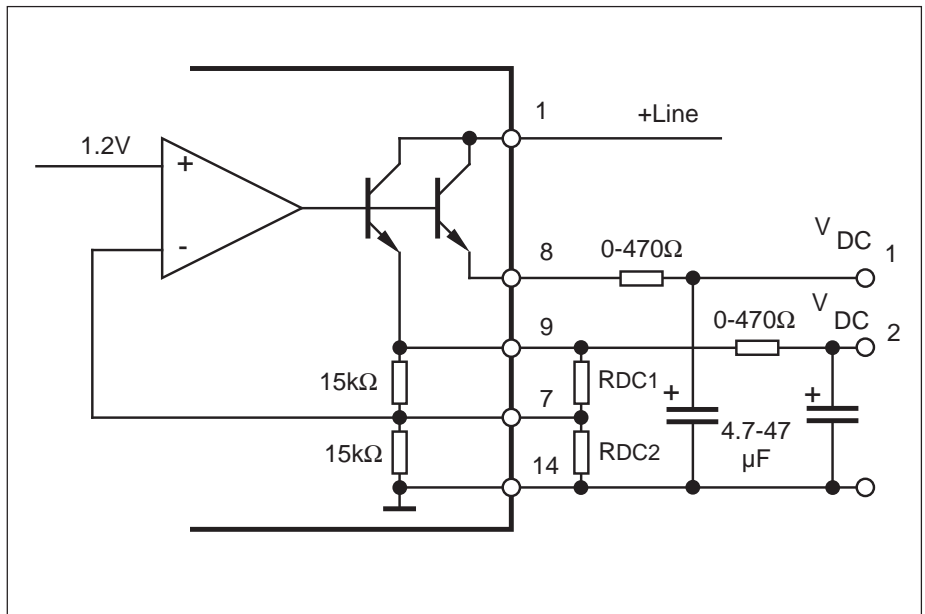 1
+Line
1.2V
+
-
8
0-470Ω
V DC 1
9
0-470Ω
V DC 2
15kΩ
RDC1
7
+
+
4.7-47
µF
15kΩ
RDC2
14